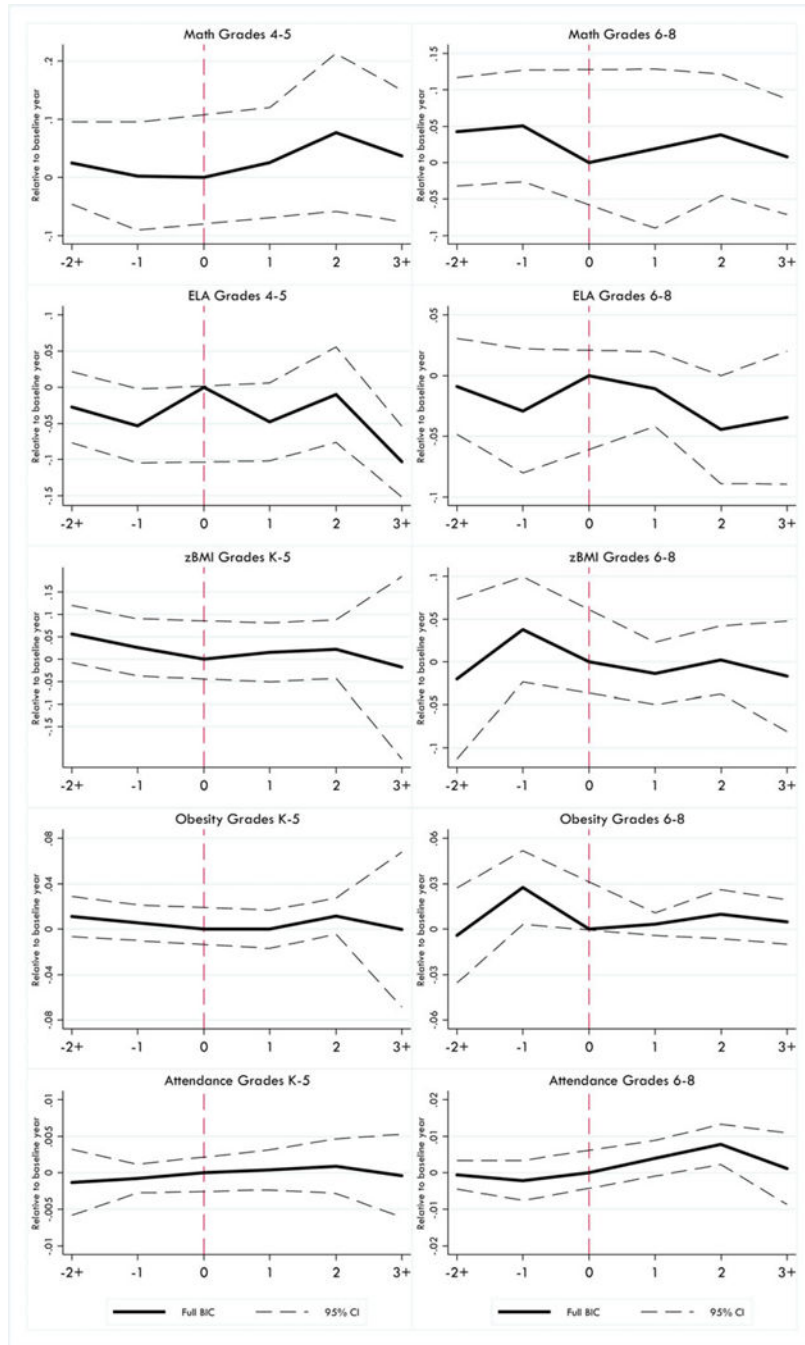 Math Grades 4-5
Relative to baseline year
.2
.1
0
-.1
-2+ -1 0 1 2 3+
Math Grades 6-8
Relative to baseline year
.15
.1
.05
0
-.05
-.1
-2+ -1 0 1 2 3+
ELA Grades 4-5
Relative to baseline year
.1
.05
0
-.05
-.1
-.15
-2+ -1 0 1 2 3+
ELA Grades 6-8
Relative to baseline year
.05
0
-.05
-.1
-2+ -1 0 1 2 3+
zBMI Grades K-5
Relative to baseline year
.15
.1
.05
0
-.05
-.1
-.15
-2+ -1 0 1 2 3+
zBMI Grades 6-8
Relative to baseline year
.1
.05
0
-.05
-.1
-2+ -1 0 1 2 3+
Obesity Grades K-5
Relative to baseline year
.08
.04
0
-.04
-.08
-2+ -1 0 1 2 3+
Obesity Grades 6-8
Relative to baseline year
.06
.03
0
-.03
-.06
-2+ -1 0 1 2 3+
Attendance Grades K-5
Relative to baseline year
.01
.005
0
-.005
-.01
-2+ -1 0 1 2 3+
Attendance Grades 6-8
Relative to baseline year
.02
.01
0
-.01
-.02
-2+ -1 0 1 2 3+
Full BIC 95% CI
Full BIC 95% CI